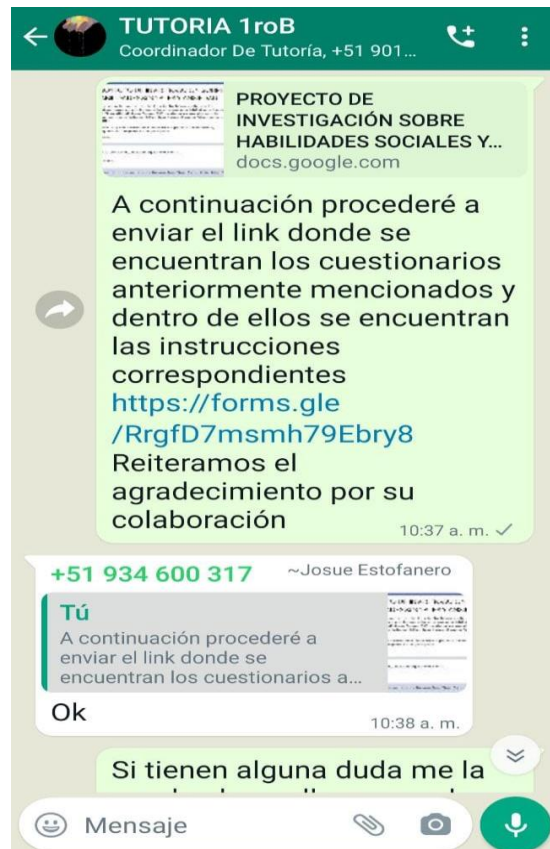 TUTORIA 1roB
Coordinador De Tutoría, +51 901...
PROYECTO DE
INVESTIGACIÓN SOBRE
HABILIDADES SOCIALES Y...
docs.google.com
A continuación procederé a
enviar el link donde se
encuentran los cuestionarios
anteriormente mencionados y
dentro de ellos se encuentran
las instrucciones
correspondientes
https://forms.gle
/RrgfD7msmh79Ebry8
Reiteramos el
agradecimiento por su
colaboración
10:37 a. m.
+51 934 600 317 ~Josue Estofanero
Tú
A continuación procederé a
enviar el link donde se
encuentran los cuestionarios a...
Ok
10:38 a. m.
Si tienen alguna duda me la
Mensaje